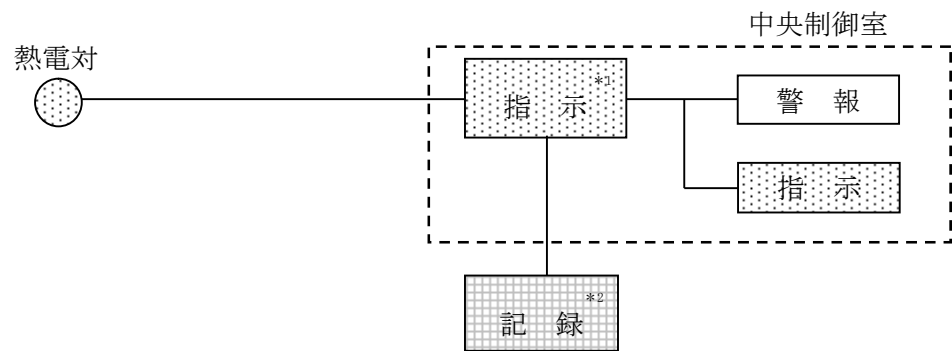 中央制御室
熱電対
指 示 *1
警 報
指 示
記 録 *2